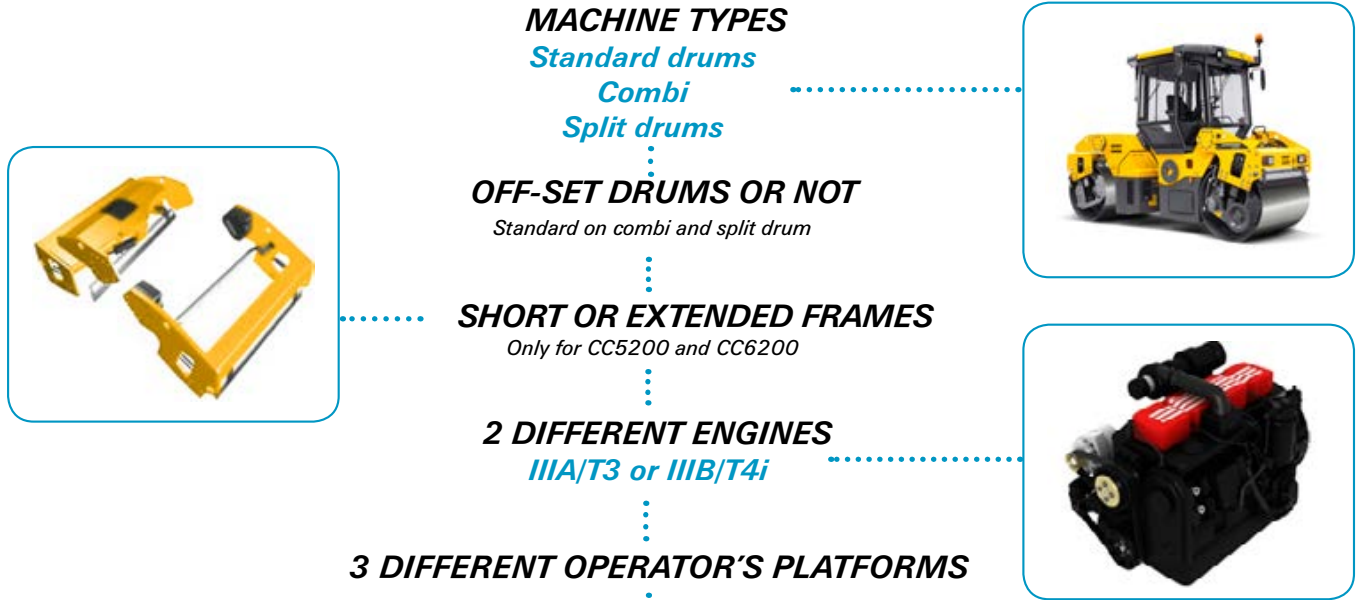 MACHINE TYPES
Standard drums
Combi
Split drums
OFF-SET DRUMS OR NOT
Standard on combi and split drum
SHORT OR EXTENDED FRAMES
Only for CC5200 and CC6200
2 DIFFERENT ENGINES
IIIA/T3 or IIIB/T4i
3 DIFFERENT OPERATOR’S PLATFORMS